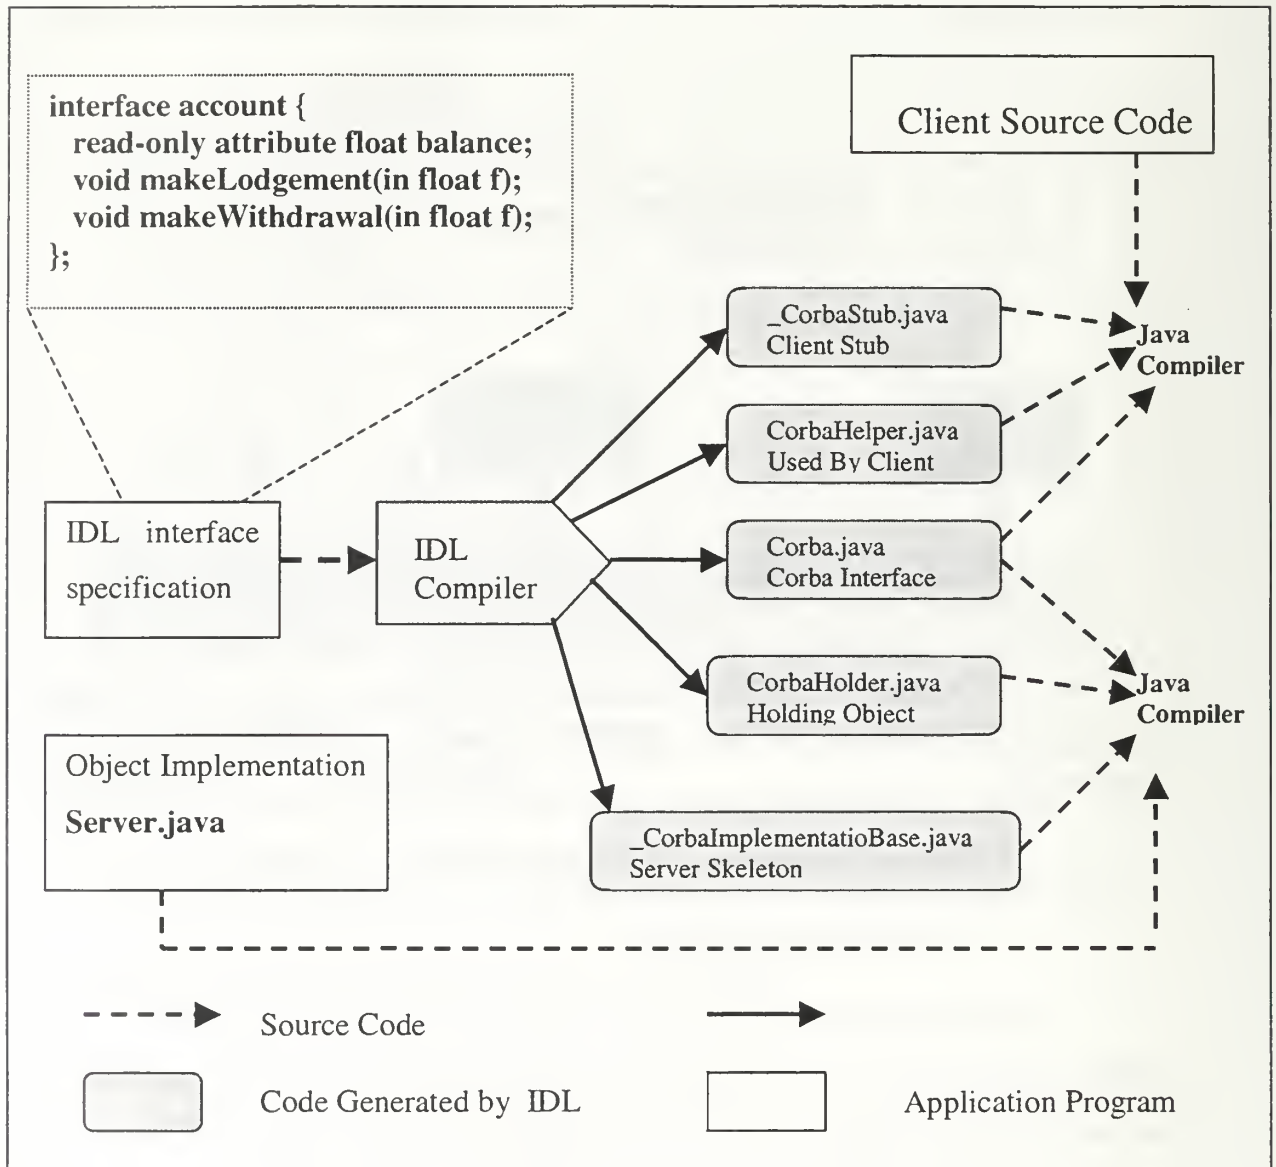 interface account {
read-only attribute float balance;
void makeLodgement(in float f);
void makeWithdrawal(in float f);
};
Client Source Code
_CorbaStub.java
Client Stub
Java
Compiler
CorbaHelper.java
Used By Client
IDL interface
specification
IDL
Compiler
Corba.java
Corba Interface
CorbaHolder.java
Holding Object
Java
Compiler
Object Implementation
Server.java
_CorbaImplementatioBase.java
Server Skeleton
Source Code
Code Generated by IDL
Application Program